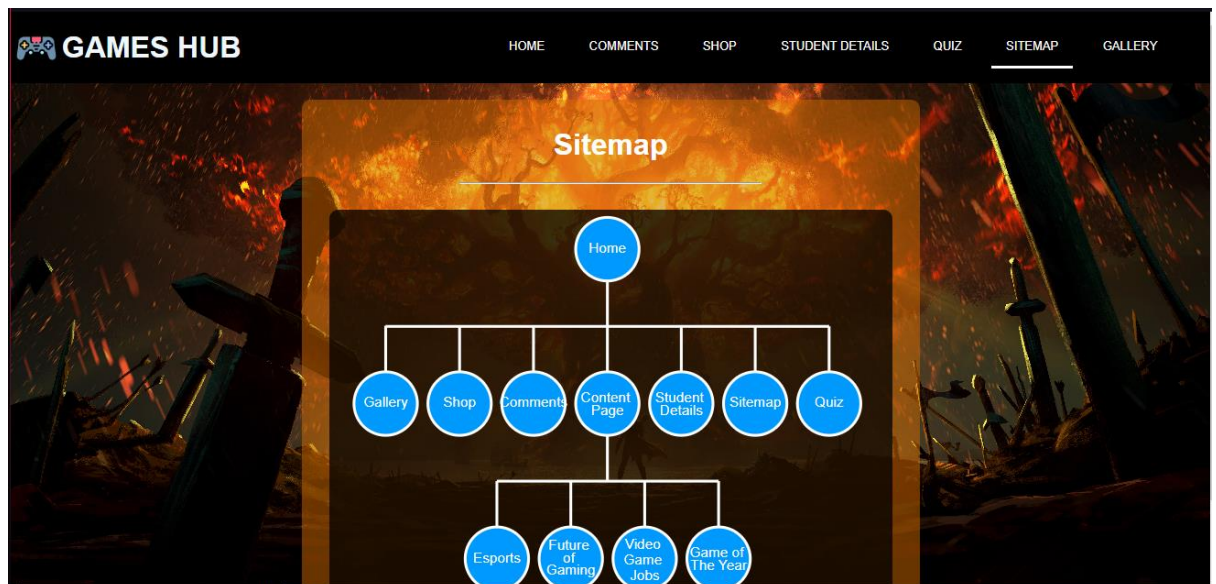 GAMES HUB
HOME COMMENTS SHOP STUDENT DETAILS QUIZ SITEMAP GALLERY
Sitemap
Home
Gallery
Shop
Comments
Content
Page
Student
Details
Sitemap
Quiz
Esports
Future
of
Gaming
Video
Game
Jobs
Game of
The Year